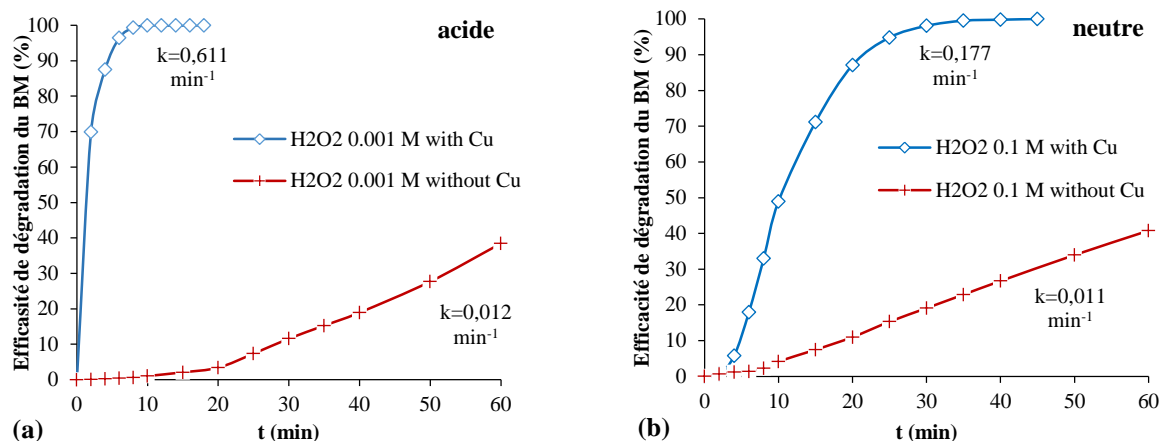 acide
Efficasité de dégradation du BM (%)
100
90
80
70
60
50
40
30
20
10
0
k=0,611
min-1
H2O2 0.001 M with Cu
H2O2 0.001 M without Cu
k=0,012
min-1
0 10 20 30 40 50 60
(a) t (min)
neutre
Efficacité de dégradation du BM (%)
100
90
80
70
60
50
40
30
20
10
0
k=0,177
min-1
H2O2 0.1 M with Cu
H2O2 0.1 M without Cu
k=0,011
min-1
0 10 20 30 40 50 60
(b) t (min)